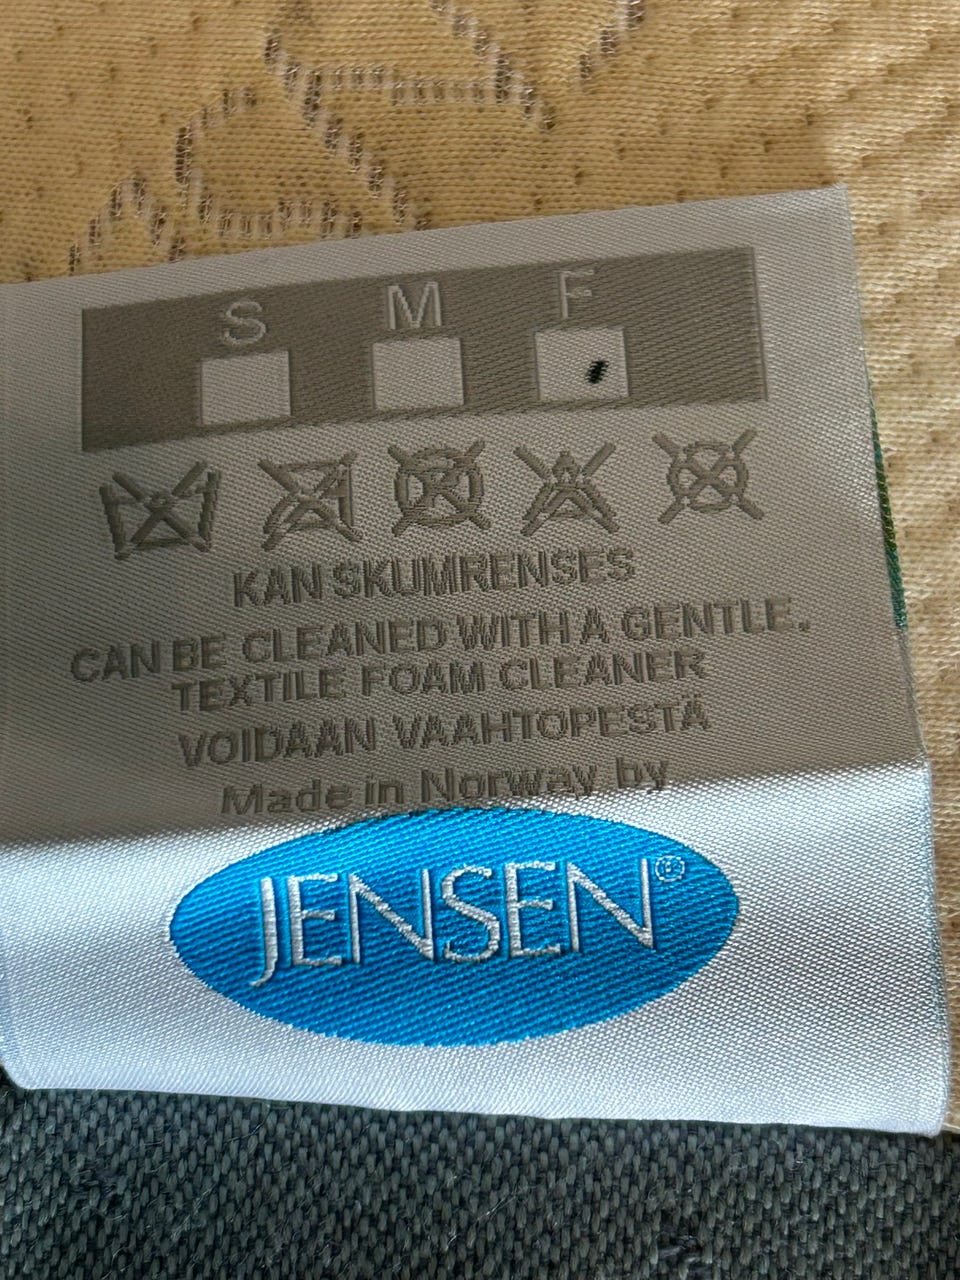 S M F
KAN SKUMRENSES
CAN BE CLEANED WITH A GENTLE.
TEXTILE FOAM CLEANER
VOIDAAN VAAHTOPESTÄ
Made in Norway by
JENSEN®